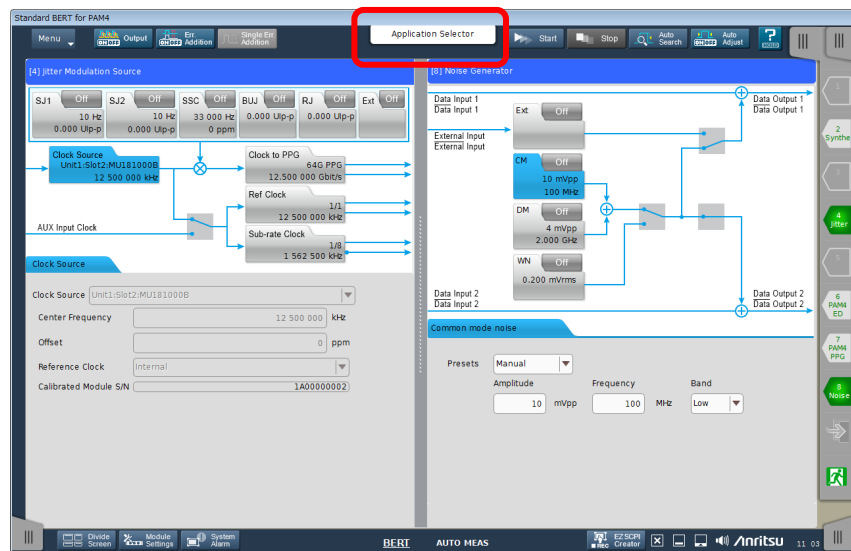 Standard BERT for PAM4
Menu
ON OFF Output
ON OFF Err. Addition
Single Err. Addition
Application Selector
Start
Stop
Auto Search
ON OFF Auto Adjust
HOLD
[4] Jitter Modulation Source
SJ1 Off
10 Hz
0.000 UIp-p
SJ2 Off
10 Hz
0.000 UIp-p
SSC Off
33 000 Hz
0 ppm
BUJ Off
0.000 UIp-p
RJ Off
0.000 UIp-p
Ext Off
Clock Source
Unit1:Slot2:MU181000B
12 500 000 kHz
Clock to PPG
64G PPG
12.500 000 Gbit/s
Ref Clock
1/1
12 500 000 kHz
AUX Input Clock
Sub-rate Clock
1/8
1 562 500 kHz
Clock Source
Clock Source Unit1:Slot2:MU181000B
Center Frequency 12 500 000 kHz
Offset 0 ppm
Reference Clock Internal
Calibrated Module S/N 1A00000002)
[8] Noise Generator
Data Input 1
Data Input 1
Data Output 1
Data Output 1
External Input
External Input
Ext Off
CM Off
10 mVpp
100 MHz
DM Off
4 mVpp
2.000 GHz
WN Off
0.200 mVrms
Data Input 2
Data Input 2
Data Output 2
Data Output 2
Common mode noise
Presets Manual
Amplitude Frequency Band
10 mVpp 100 MHz Low
1
2
Synthe
3
4
Jitter
5
6
PAM4
ED
7
PAM4
PPG
8
Noise
Divide Screen
Module Settings
System Alarm
BERT
AUTO MEAS
REC
EZSCPI Creator
Anritsu
11 03